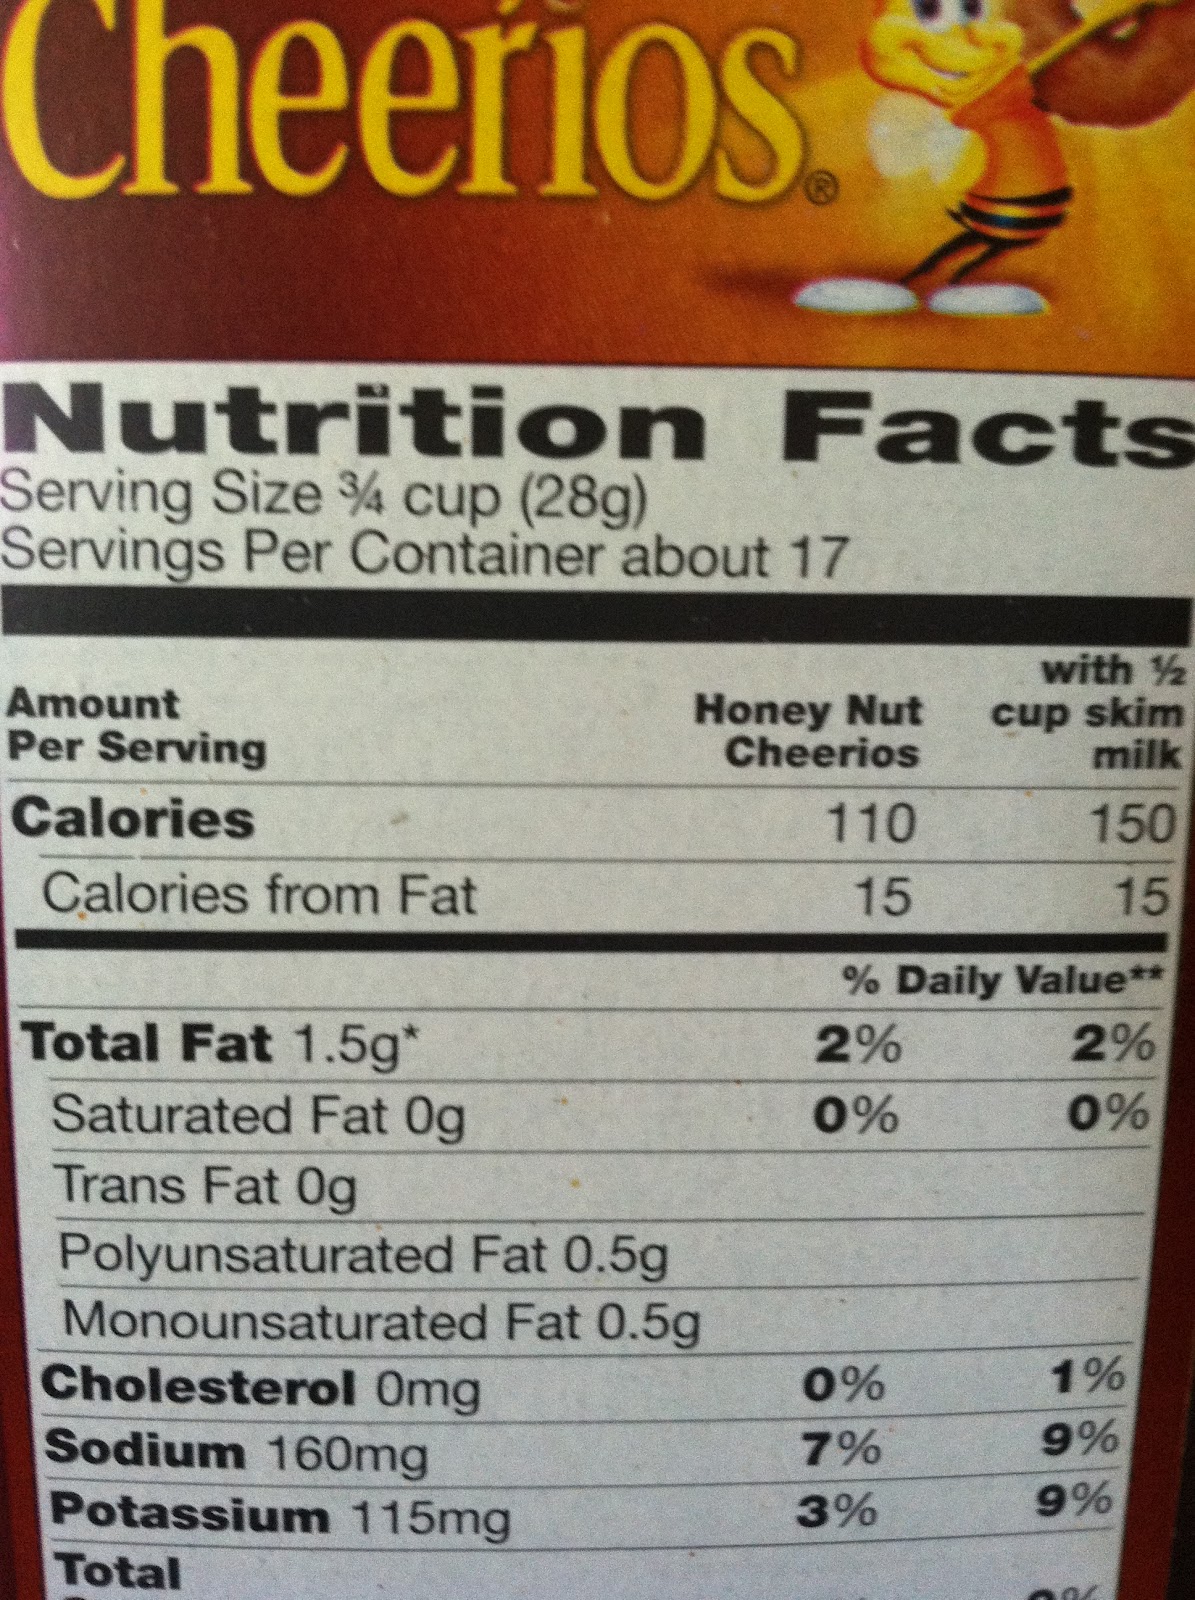 Cheerios®
Nutrition Facts
Serving Size ¾ cup (28g)
Servings Per Container about 17
Amount Per Serving Honey Nut Cheerios with ½ cup skim milk
Calories 110 150
Calories from Fat 15 15
% Daily Value**
Total Fat 1.5g* 2% 2%
Saturated Fat 0g 0% 0%
Trans Fat 0g
Polyunsaturated Fat 0.5g
Monounsaturated Fat 0.5g
Cholesterol 0mg 0% 1%
Sodium 160mg 7% 9%
Potassium 115mg 3% 9%
Total